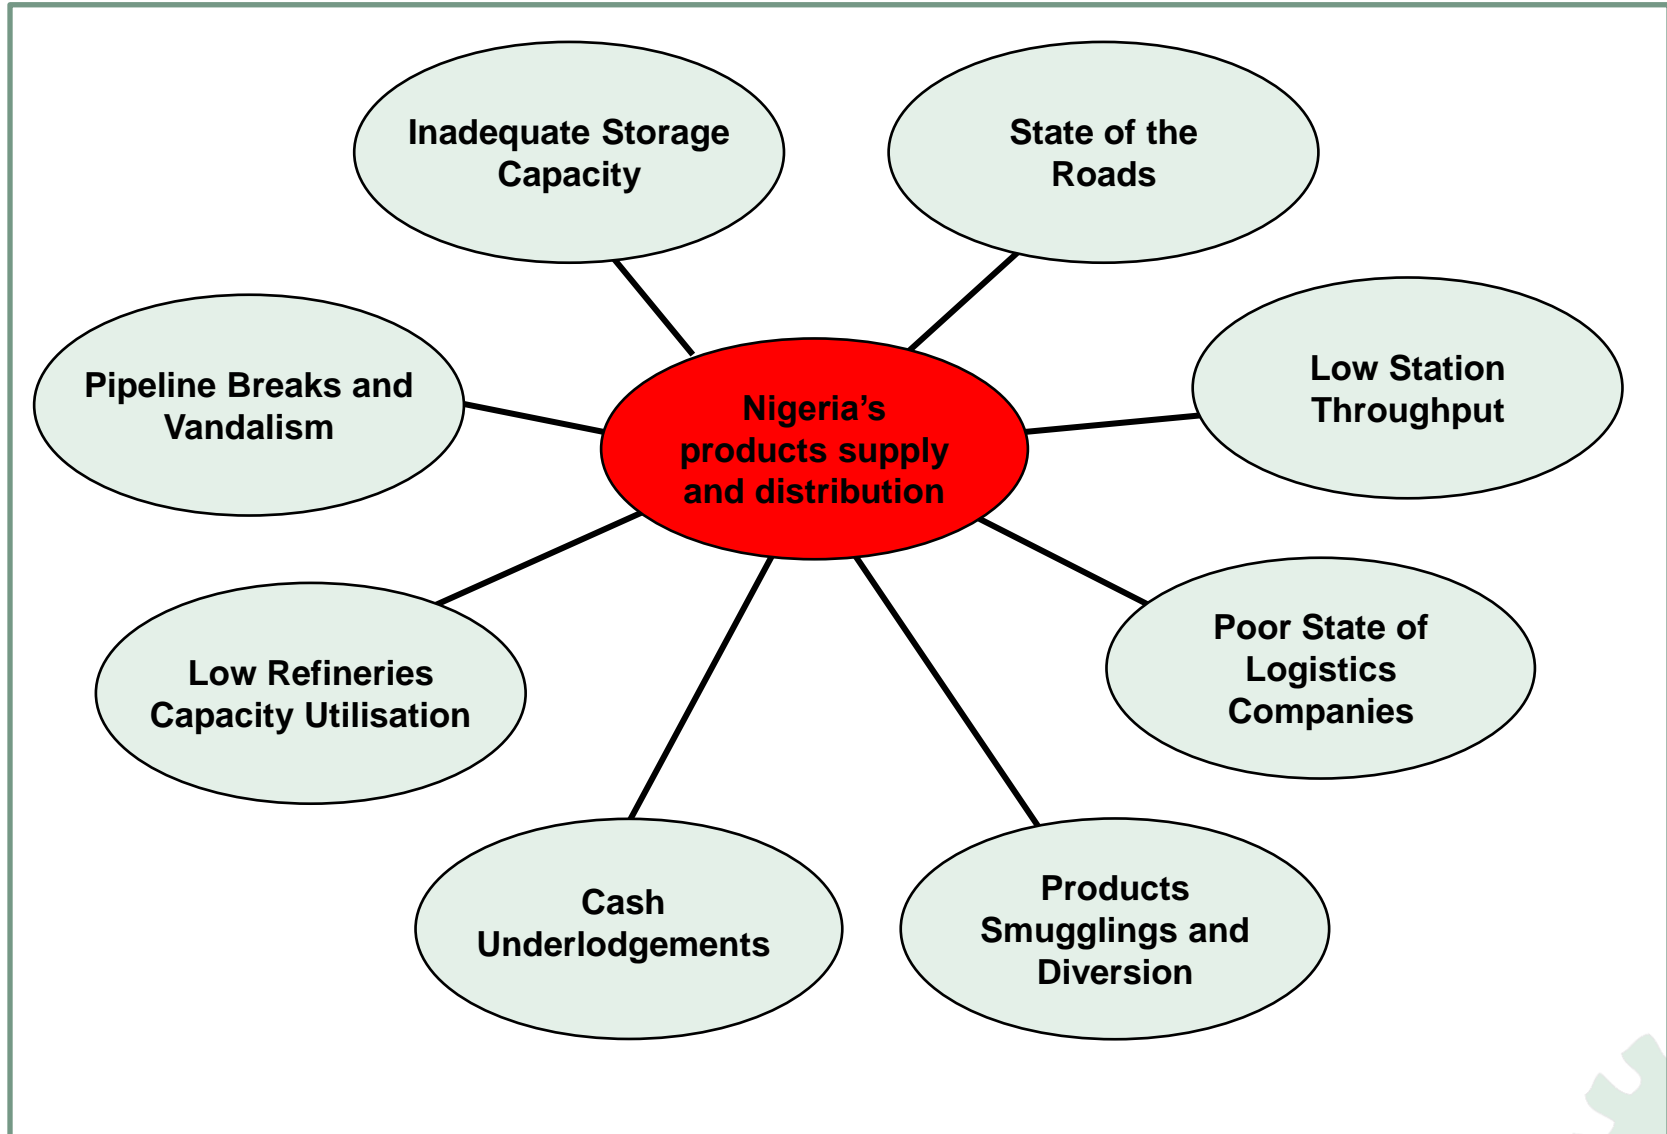 Inadequate Storage
Capacity
State of the
Roads
Pipeline Breaks and
Vandalism
Low Station
Throughput
Nigeria’s
products supply
and distribution
Low Refineries
Capacity Utilisation
Poor State of
Logistics
Companies
Cash
Underlodgements
Products
Smugglings and
Diversion